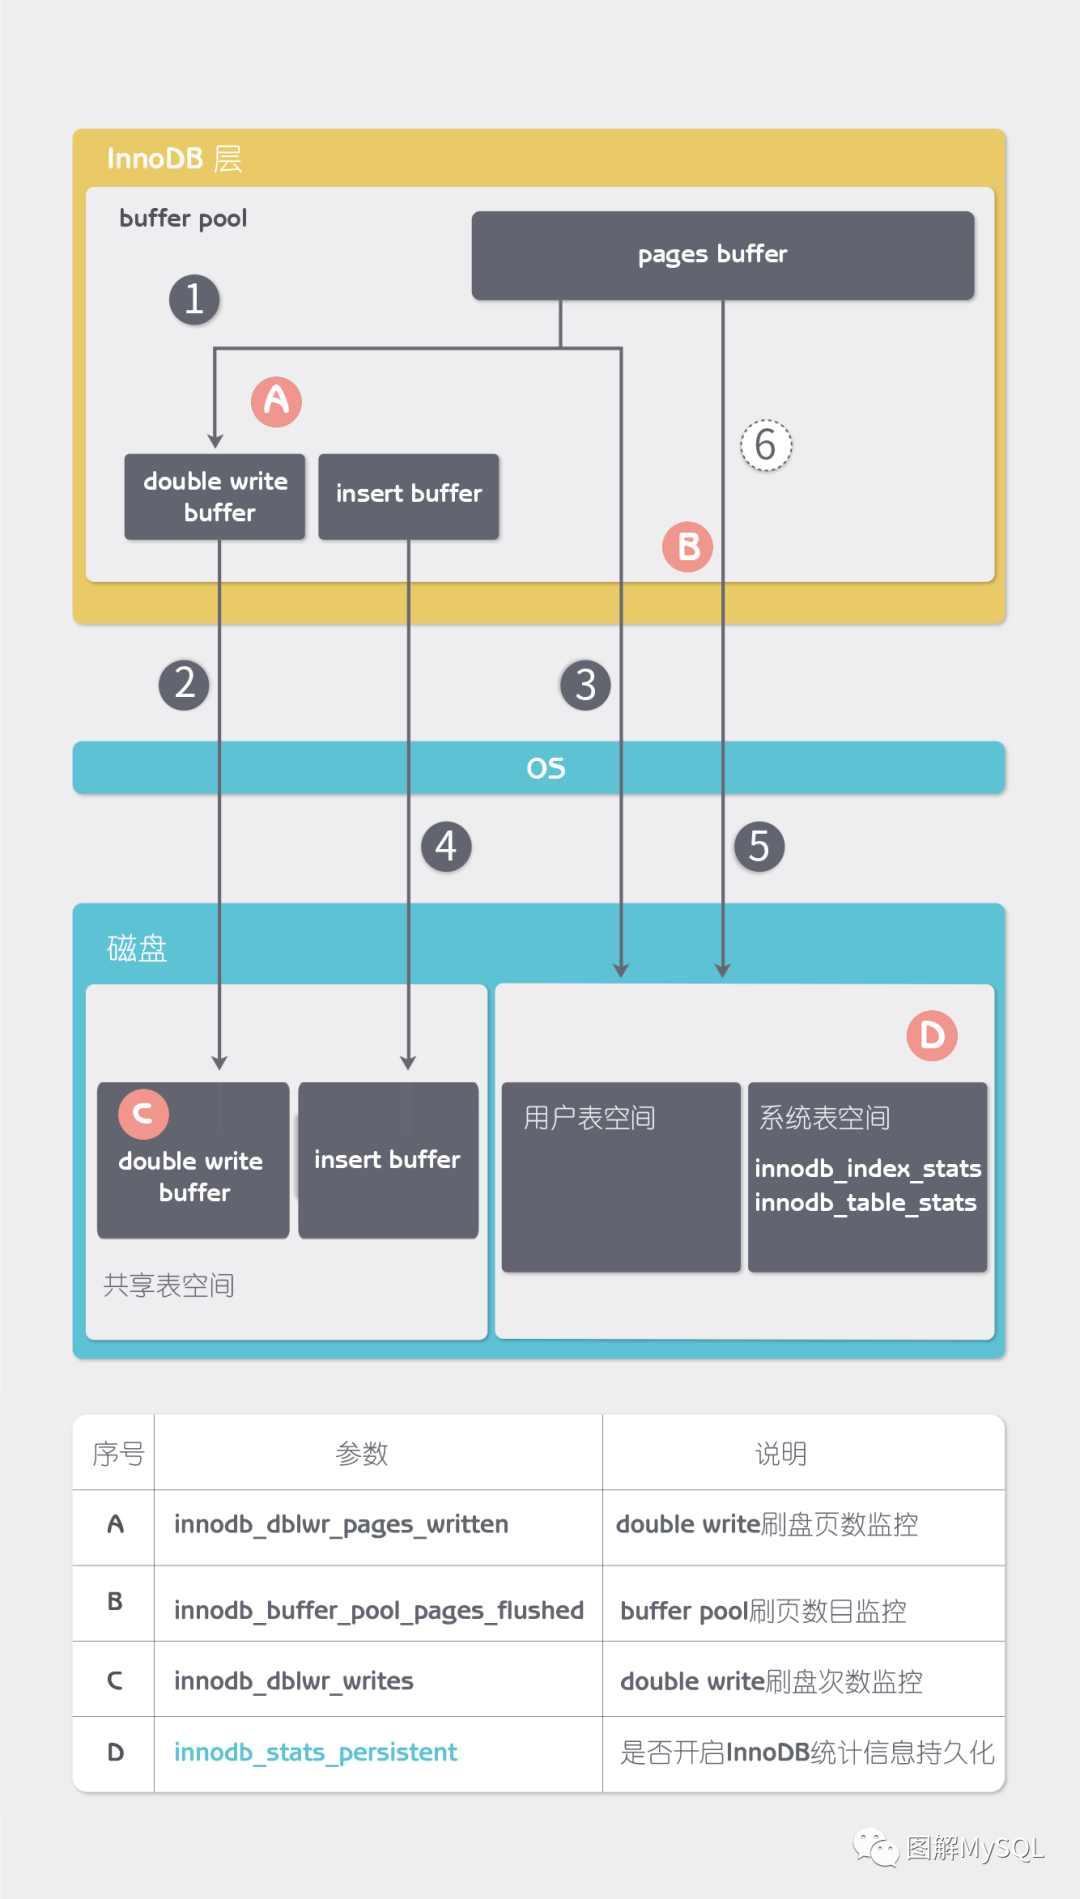 InnoDB 层
buffer pool
pages buffer
1
A
6
double write
buffer
insert buffer
B
2
3
OS
4
5
磁盘
D
C
double write
buffer
insert buffer
用户表空间
系统表空间
innodb_index_stats
innodb_table_stats
共享表空间
序号 参数 说明
A innodb_dblwr_pages_written double write刷盘页数监控
B innodb_buffer_pool_pages_flushed buffer pool刷页数目监控
C innodb_dblwr_writes double write刷盘次数监控
D innodb_stats_persistent 是否开启InnoDB统计信息持久化
图解MySQL